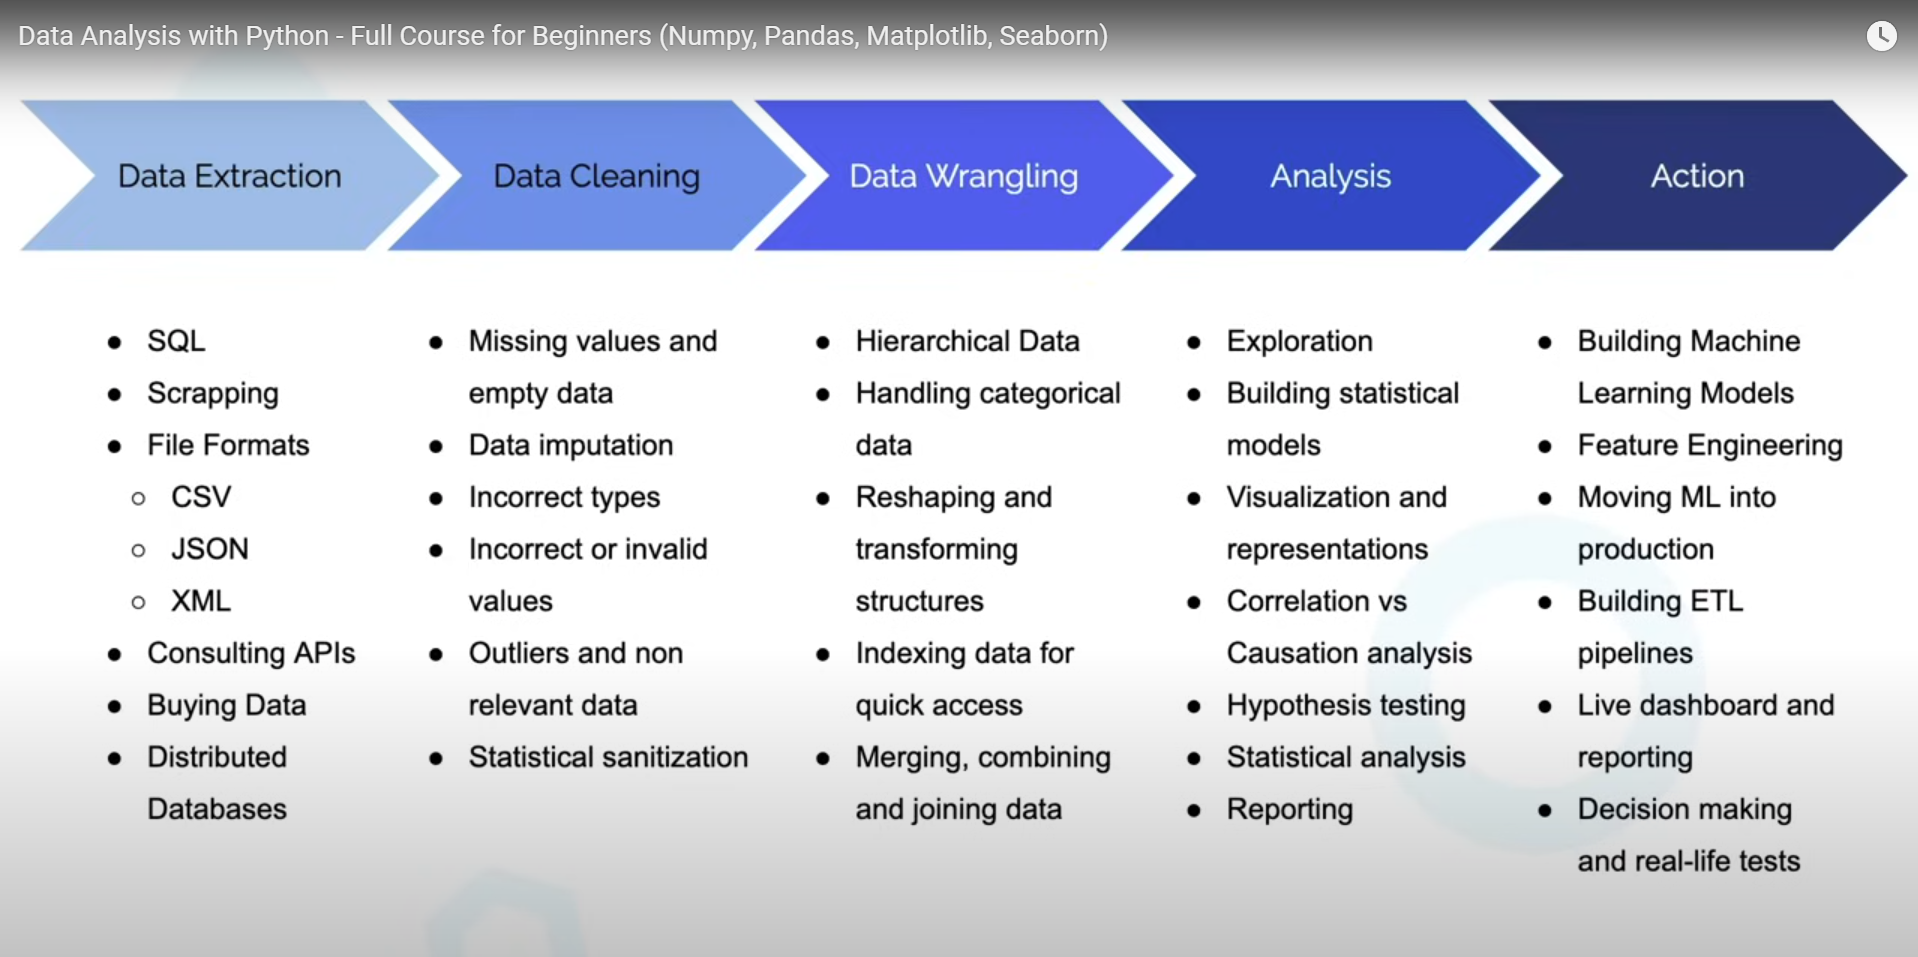 Data Analysis with Python - Full Course for Beginners (Numpy, Pandas, Matplotlib, Seaborn)
Data Extraction
Data Cleaning
Data Wrangling
Analysis
Action
SQL
Scrapping
File Formats
CSV
JSON
XML
Consulting APIs
Buying Data
Distributed
Databases
Missing values and
empty data
Data imputation
Incorrect types
Incorrect or invalid
values
Outliers and non
relevant data
Statistical sanitization
Hierarchical Data
Handling categorical
data
Reshaping and
transforming
structures
Indexing data for
quick access
Merging, combining
and joining data
Exploration
Building statistical
models
Visualization and
representations
Correlation vs
Causation analysis
Hypothesis testing
Statistical analysis
Reporting
Building Machine
Learning Models
Feature Engineering
Moving ML into
production
Building ETL
pipelines
Live dashboard and
reporting
Decision making
and real-life tests